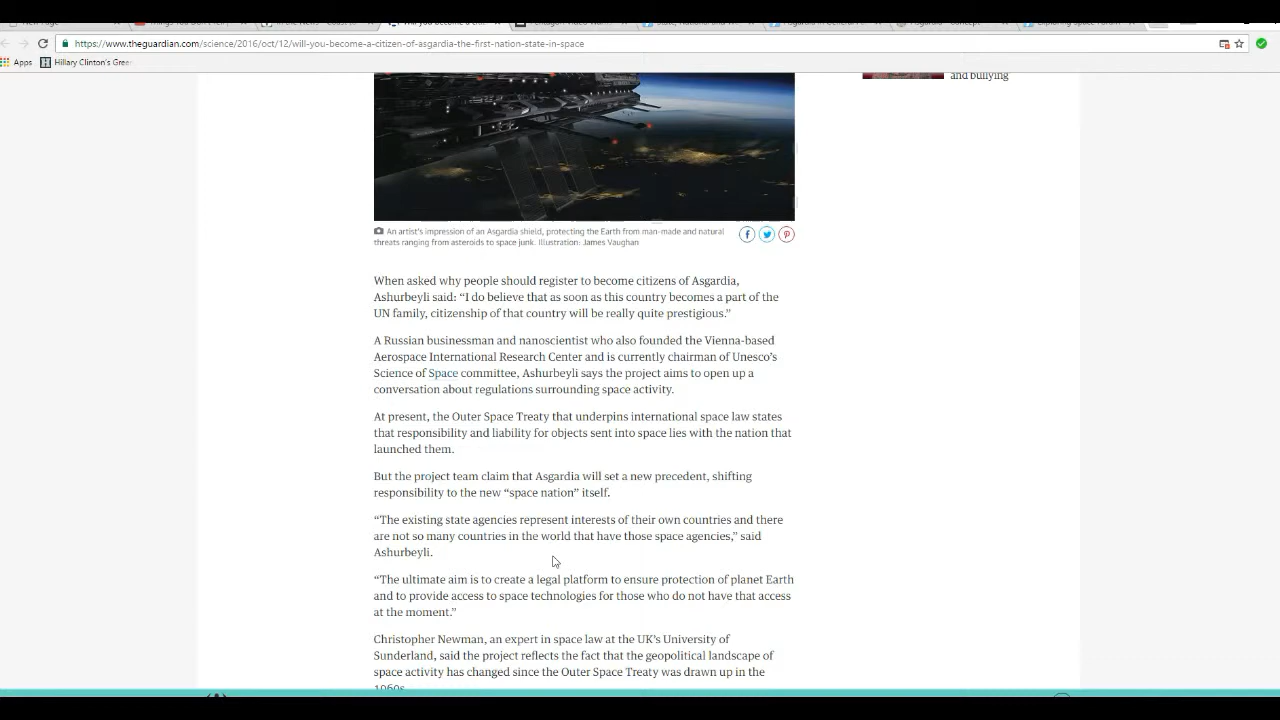 https://www.theguardian.com/science/2016/oct/12/will-you-become-a-citizen-of-asgardia-the-first-nation-state-in-space
Apps Hillary Clinton's Gree
and bullying
An artist's impression of an Asgardia shield, protecting the Earth from man-made and natural
threats ranging from asteroids to space junk. Illustration: James Vaughan
When asked why people should register to become citizens of Asgardia,
Ashurbeyli said: “I do believe that as soon as this country becomes a part of the
UN family, citizenship of that country will be really quite prestigious.”
A Russian businessman and nanoscientist who also founded the Vienna-based
Aerospace International Research Center and is currently chairman of Unesco’s
Science of Space committee, Ashurbeyli says the project aims to open up a
conversation about regulations surrounding space activity.
At present, the Outer Space Treaty that underpins international space law states
that responsibility and liability for objects sent into space lies with the nation that
launched them.
But the project team claim that Asgardia will set a new precedent, shifting
responsibility to the new “space nation” itself.
“The existing state agencies represent interests of their own countries and there
are not so many countries in the world that have those space agencies,” said
Ashurbeyli.
“The ultimate aim is to create a legal platform to ensure protection of planet Earth
and to provide access to space technologies for those who do not have that access
at the moment.”
Christopher Newman, an expert in space law at the UK’s University of
Sunderland, said the project reflects the fact that the geopolitical landscape of
space activity has changed since the Outer Space Treaty was drawn up in the
1960s.